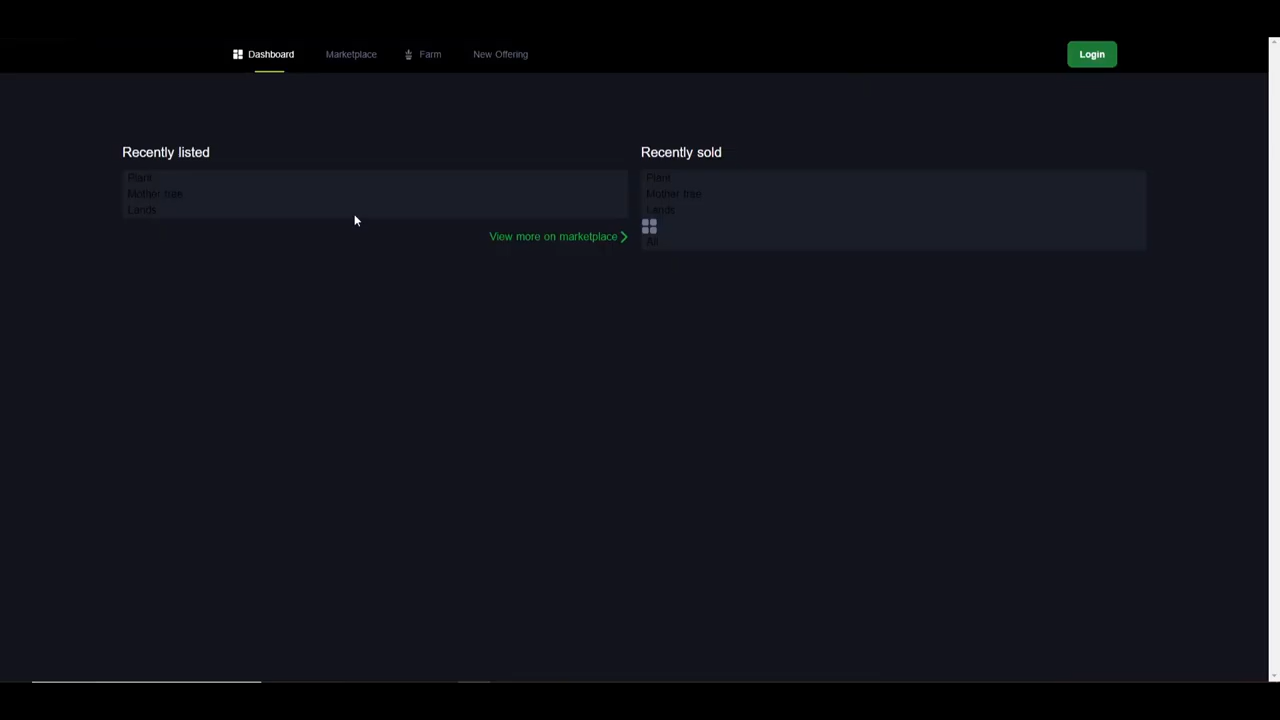 Dashboard Marketplace Farm New Offering Login
Recently listed
Plant
Mother tree
Lands
View more on marketplace
Recently sold
Plant
Mother tree
Lands
All